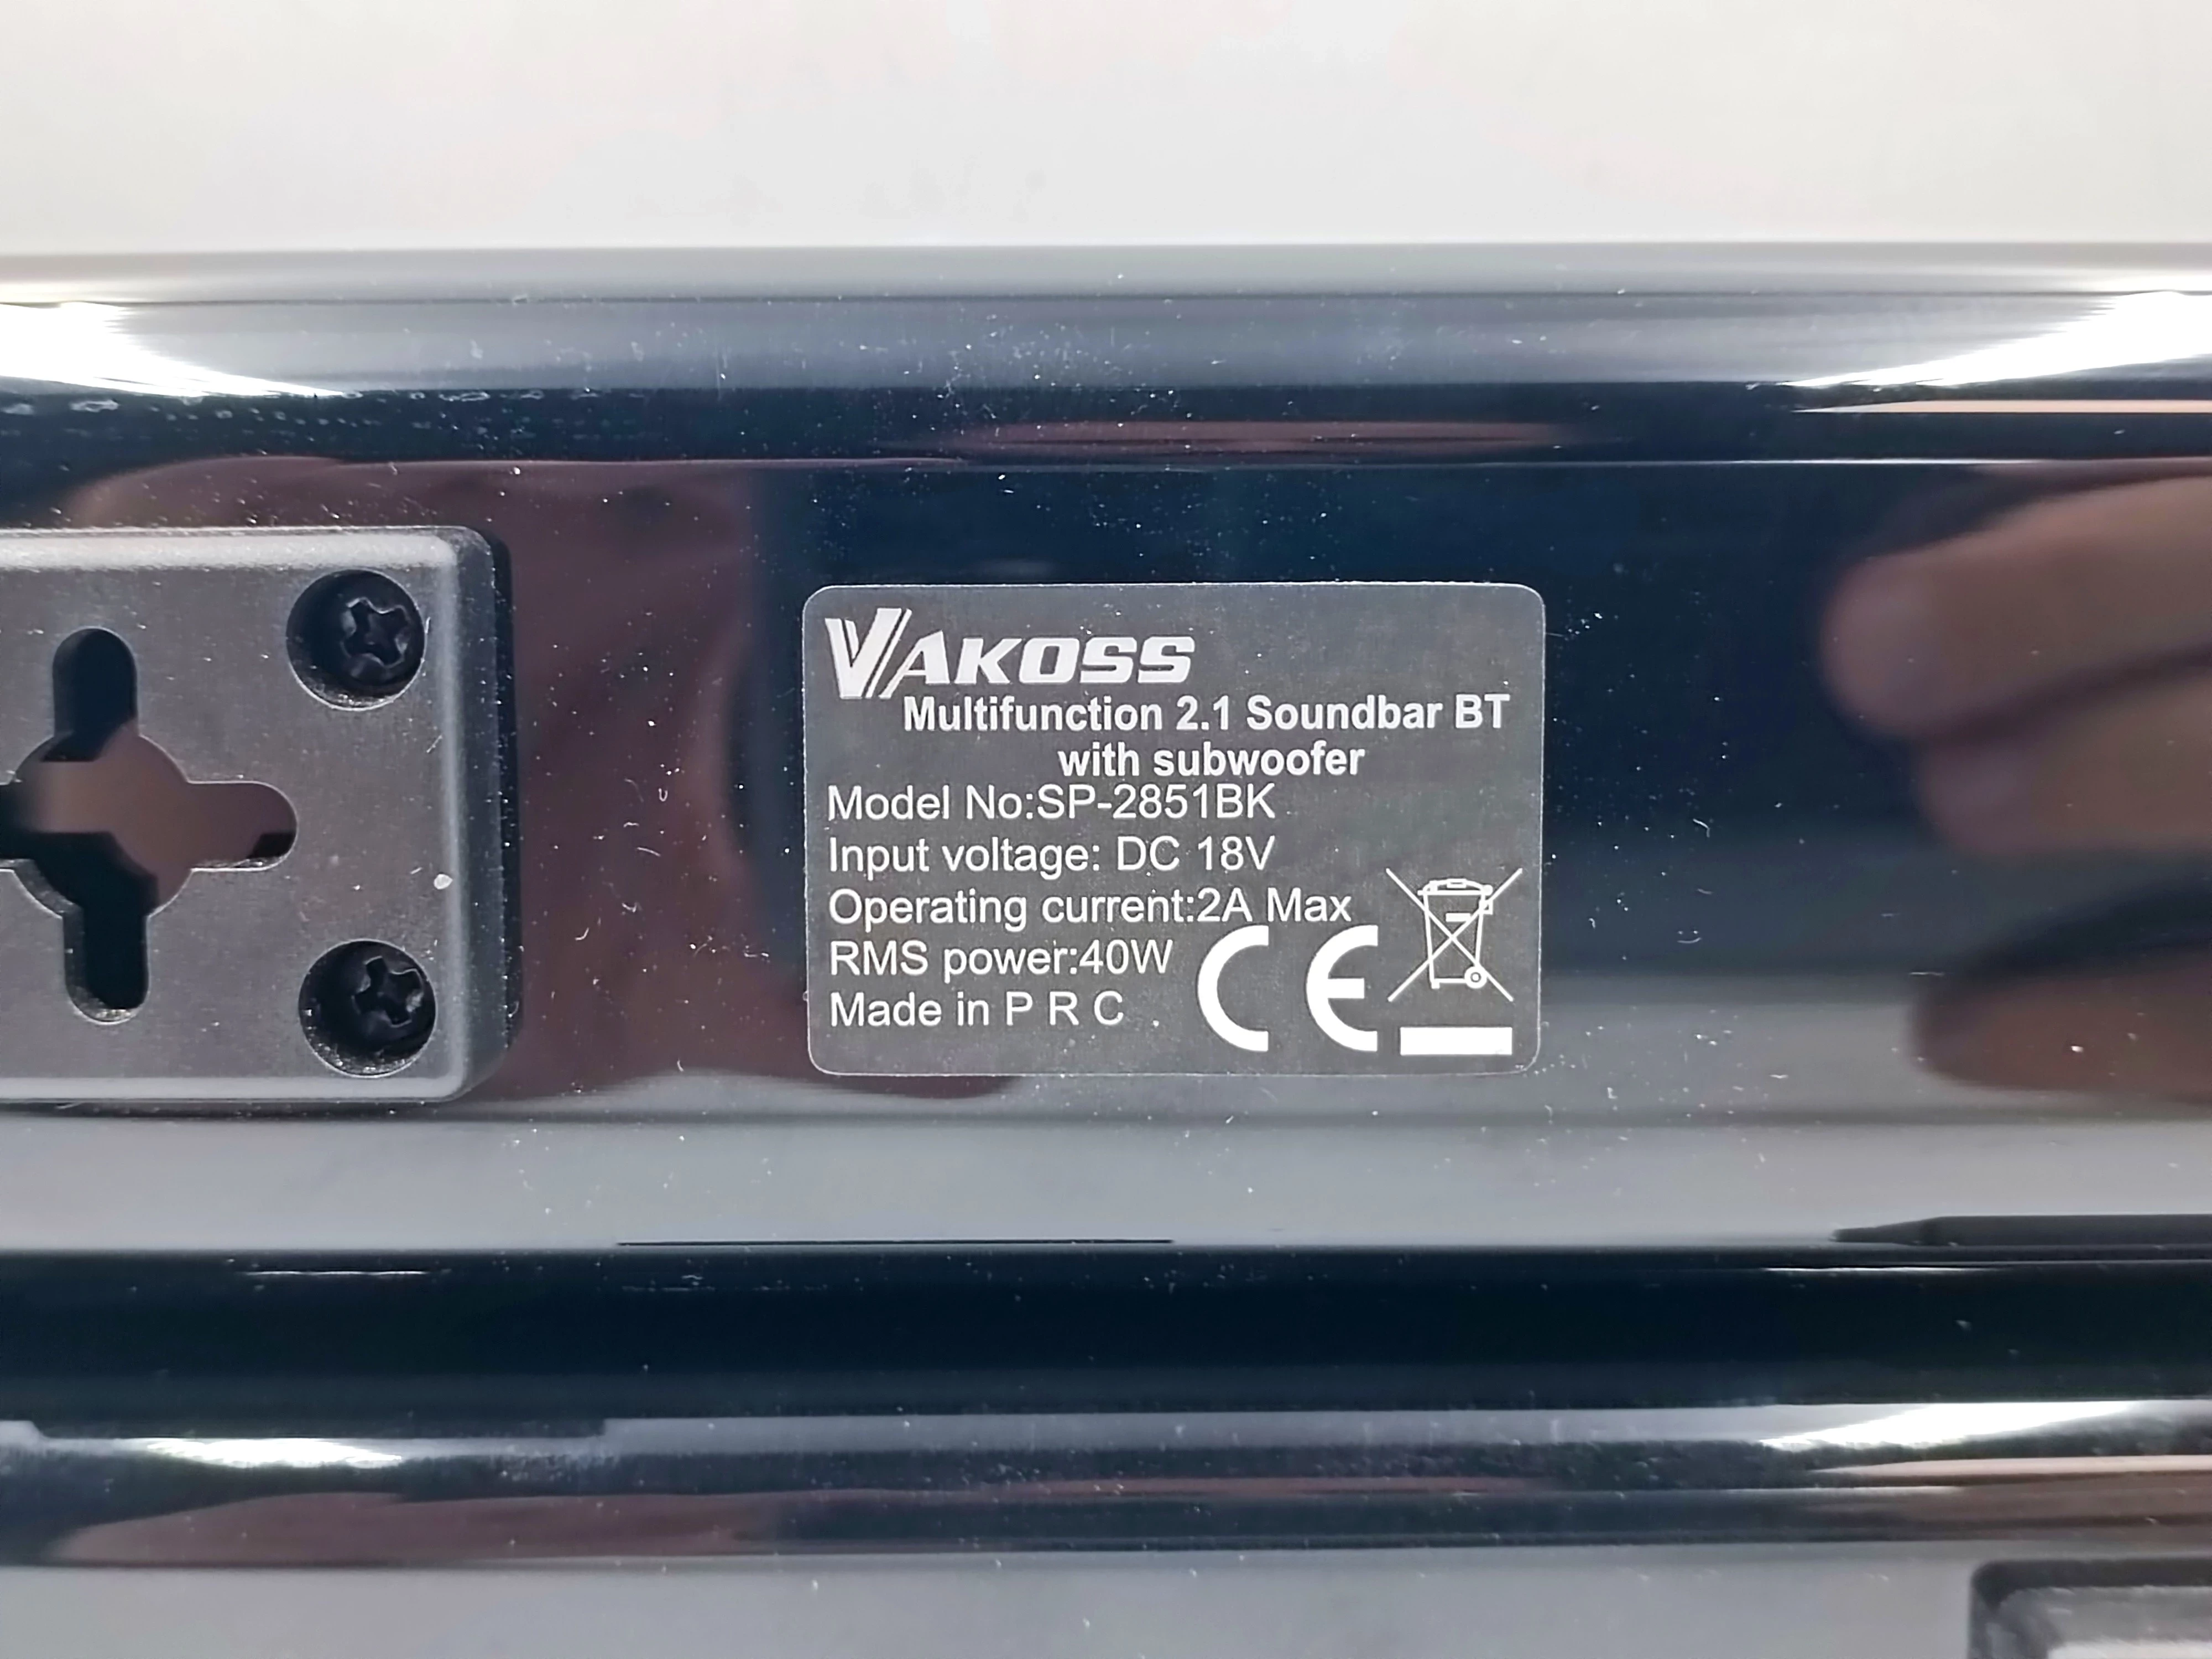 VAKOSS
Multifunction 2.1 Soundbar BT
with subwoofer
Model No:SP-2851BK
Input voltage: DC 18V
Operating current:2A Max
RMS power:40W
Made in P R C
CE